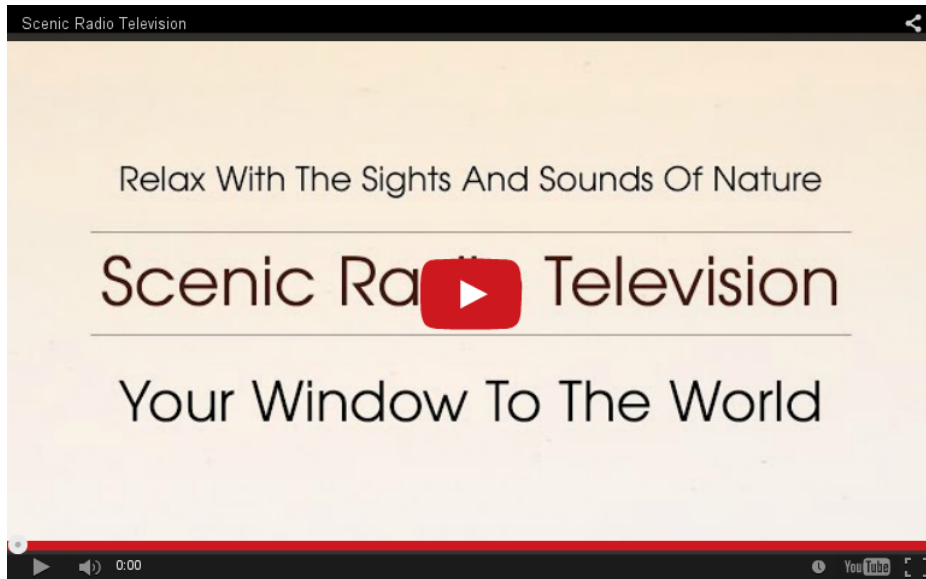 Scenic Radio Television
Relax With The Sights And Sounds Of Nature
Scenic Radio Television
Your Window To The World
0:00
YouTube